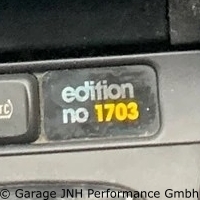 edition
no 1703
© Garage JNH Performance Gmbh